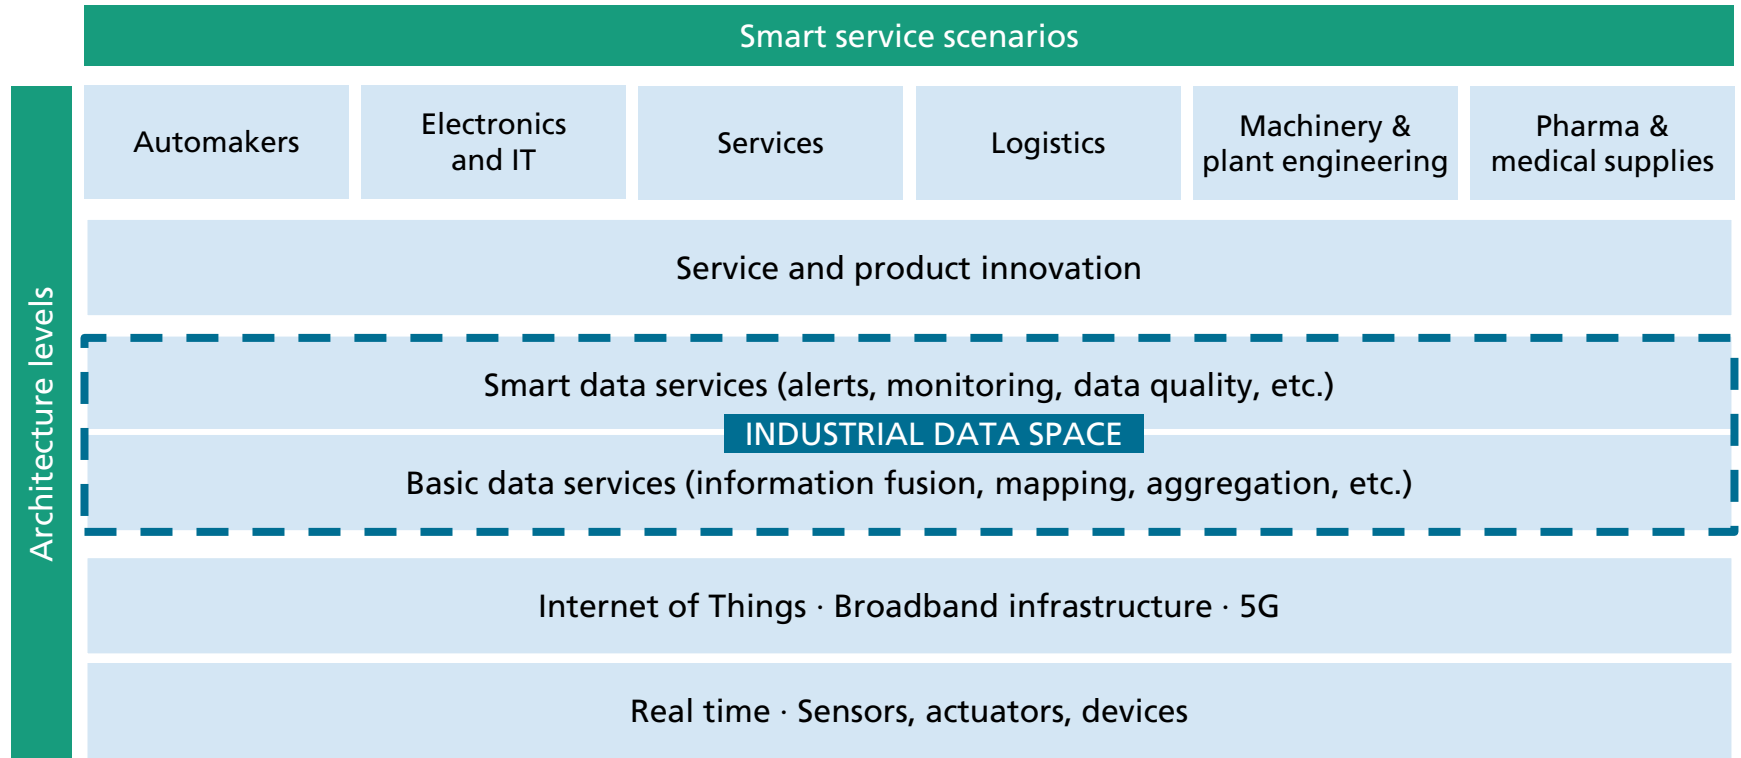 Smart service scenarios
Architecture levels
Automakers
Electronics
and IT
Services
Logistics
Machinery &
plant engineering
Pharma &
medical supplies
Service and product innovation
Smart data services (alerts, monitoring, data quality, etc.)
INDUSTRIAL DATA SPACE
Basic data services (information fusion, mapping, aggregation, etc.)
Internet of Things · Broadband infrastructure · 5G
Real time · Sensors, actuators, devices